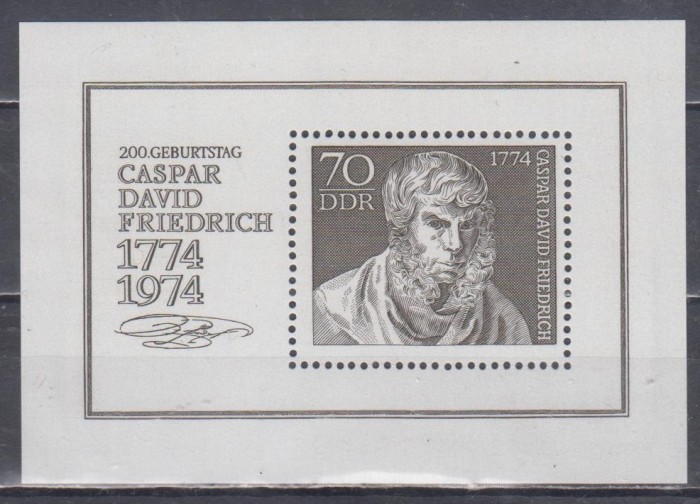 200.GEBURTSTAG
CASPAR
DAVID
FRIEDRICH
1774
1974
70
DDR
1774
CASPAR DAVID FRIEDRICH